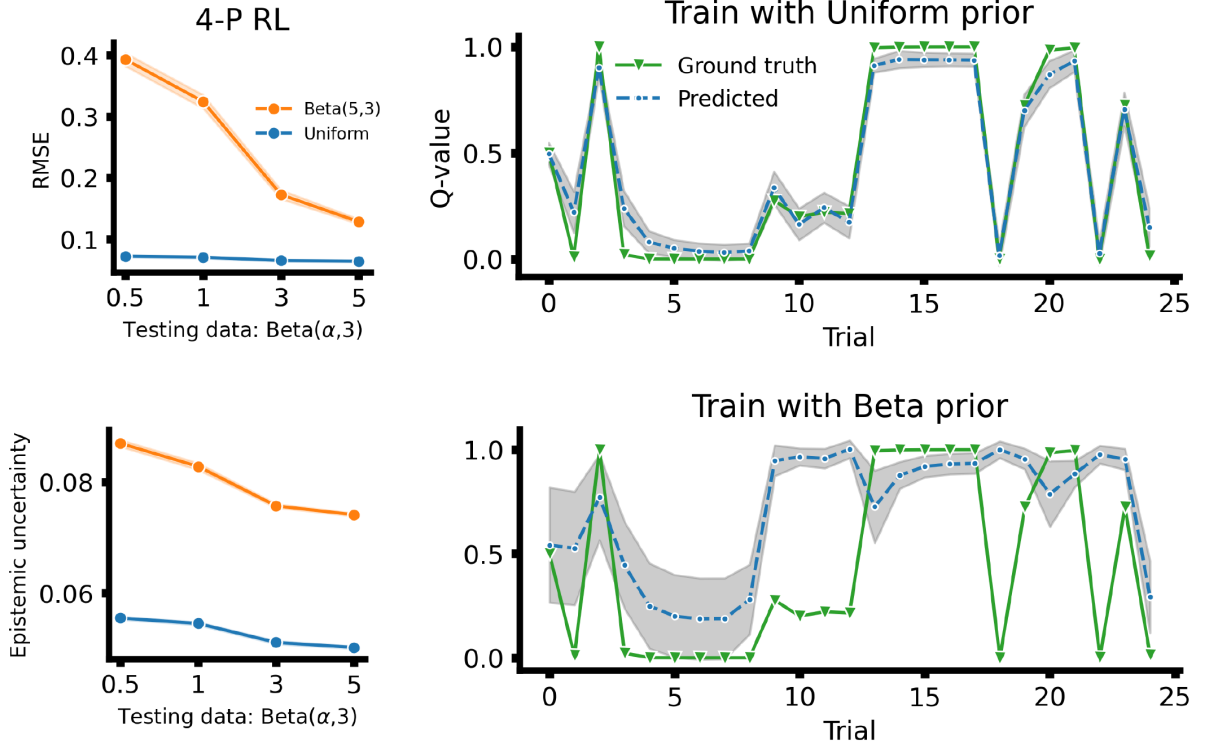 4-P RL
RMSE
0.4
0.3
0.2
0.1
Beta(5,3)
Uniform
0.5 1 3 5
Testing data: Beta(α,3)
Train with Uniform prior
Q-value
1.0
0.5
0.0
Ground truth
Predicted
0 5 10 15 20 25
Trial
Epistemic uncertainty
0.08
0.06
0.5 1 3 5
Testing data: Beta(α,3)
Train with Beta prior
1.0
0.5
0.0
0 5 10 15 20 25
Trial